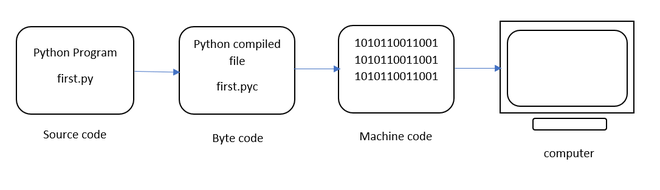 Python Program
first.py
Source code
Python compiled
file
first.pyc
Byte code
1010110011001
1010110011001
1010110011001
Machine code
computer